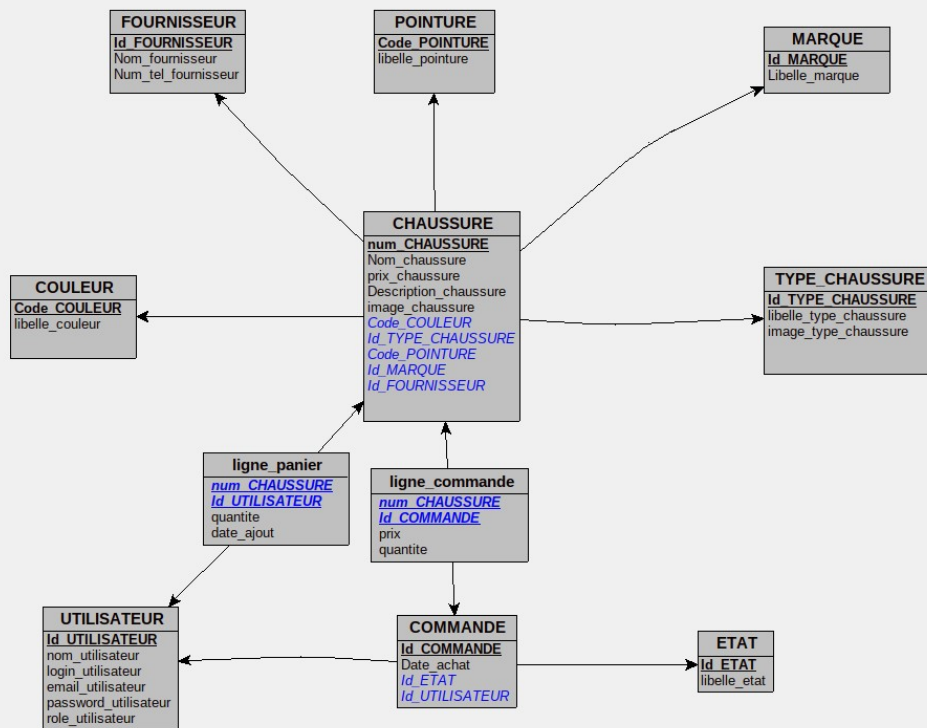 FOURNISSEUR
Id_FOURNISSEUR
Nom_fournisseur
Num_tel_fournisseur
POINTURE
Code_POINTURE
libelle_pointure
MARQUE
Id_MARQUE
Libelle_marque
COULEUR
Code_COULEUR
libelle_couleur
CHAUSSURE
num_CHAUSSURE
Nom_chaussure
prix_chaussure
Description_chaussure
image_chaussure
Code_COULEUR
Id_TYPE_CHAUSSURE
Code_POINTURE
Id_MARQUE
Id_FOURNISSEUR
TYPE_CHAUSSURE
Id_TYPE_CHAUSSURE
libelle_type_chaussure
image_type_chaussure
ligne_panier
num_CHAUSSURE
Id_UTILISATEUR
quantite
date_ajout
ligne_commande
num_CHAUSSURE
Id_COMMANDE
prix
quantite
UTILISATEUR
Id_UTILISATEUR
nom_utilisateur
login_utilisateur
email_utilisateur
password_utilisateur
role_utilisateur
COMMANDE
Id_COMMANDE
Date_achat
Id_ETAT
Id_UTILISATEUR
ETAT
Id_ETAT
libelle_etat